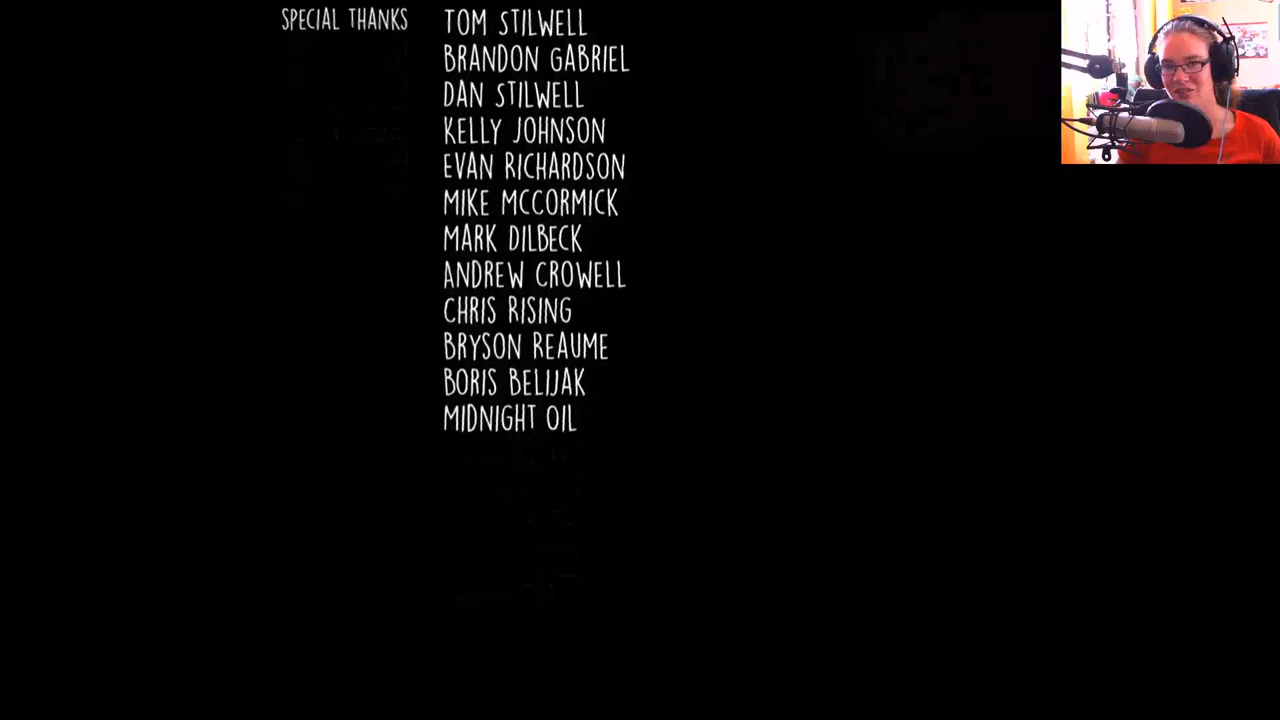 SPECIAL THANKS TOM STILWELL
BRANDON GABRIEL
DAN STILWELL
KELLY JOHNSON
EVAN RICHARDSON
MIKE MCCORMICK
MARK DILBECK
ANDREW CROWELL
CHRIS RISING
BRYSON REAUME
BORIS BELIJAK
MIDNIGHT OIL